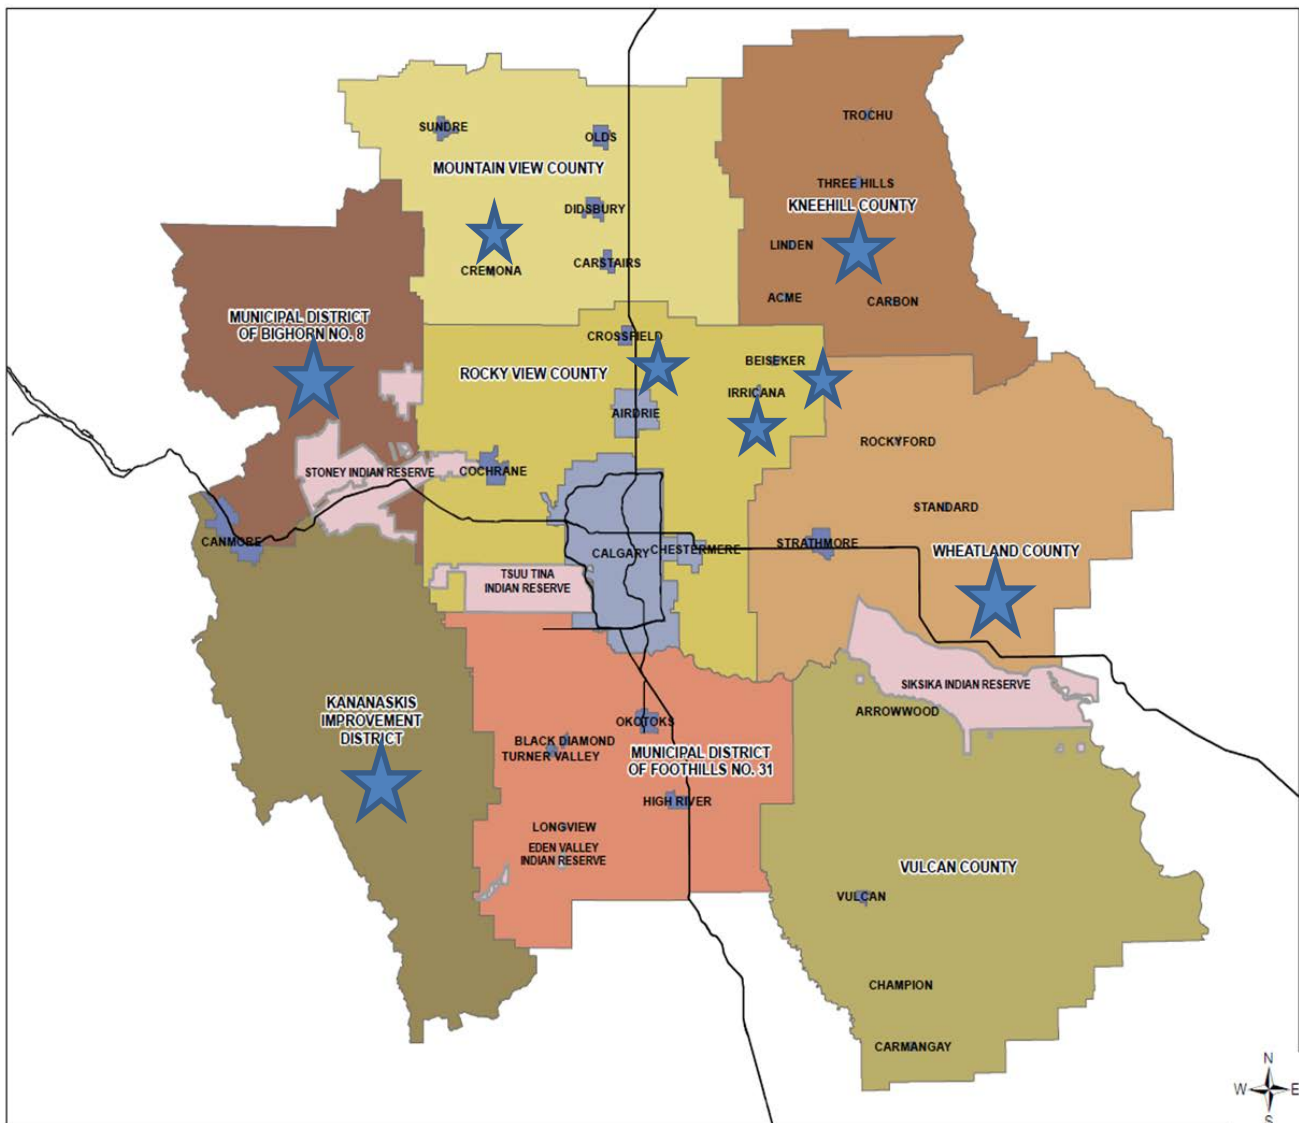 TROCHU
SUNDRE
OLDS
MOUNTAIN VIEW COUNTY
THREE HILLS
KNEEHILL COUNTY
DIDSBURY
LINDEN
CREMONA
CARSTAIRS
ACME
CARBON
MUNICIPAL DISTRICT
OF BIGHORN NO. 8
CROSSFIELD
BEISEKER
ROCKY VIEW COUNTY
IRRICANA
AIRDRIE
ROCKYFORD
STONEY INDIAN RESERVE
COCHRANE
STANDARD
CANMORE
CALGARY
CHESTERMERE
STRATHMORE
WHEATLAND COUNTY
TSUU TINA
INDIAN RESERVE
SIKSIKA INDIAN RESERVE
KANANASKIS
IMPROVEMENT
DISTRICT
ARROWWOOD
OKOTOKS
BLACK DIAMOND
TURNER VALLEY
MUNICIPAL DISTRICT
OF FOOTHILLS NO. 31
HIGH RIVER
LONGVIEW
EDEN VALLEY
INDIAN RESERVE
VULCAN COUNTY
VULCAN
CHAMPION
CARMANGAY
N
W
E
S